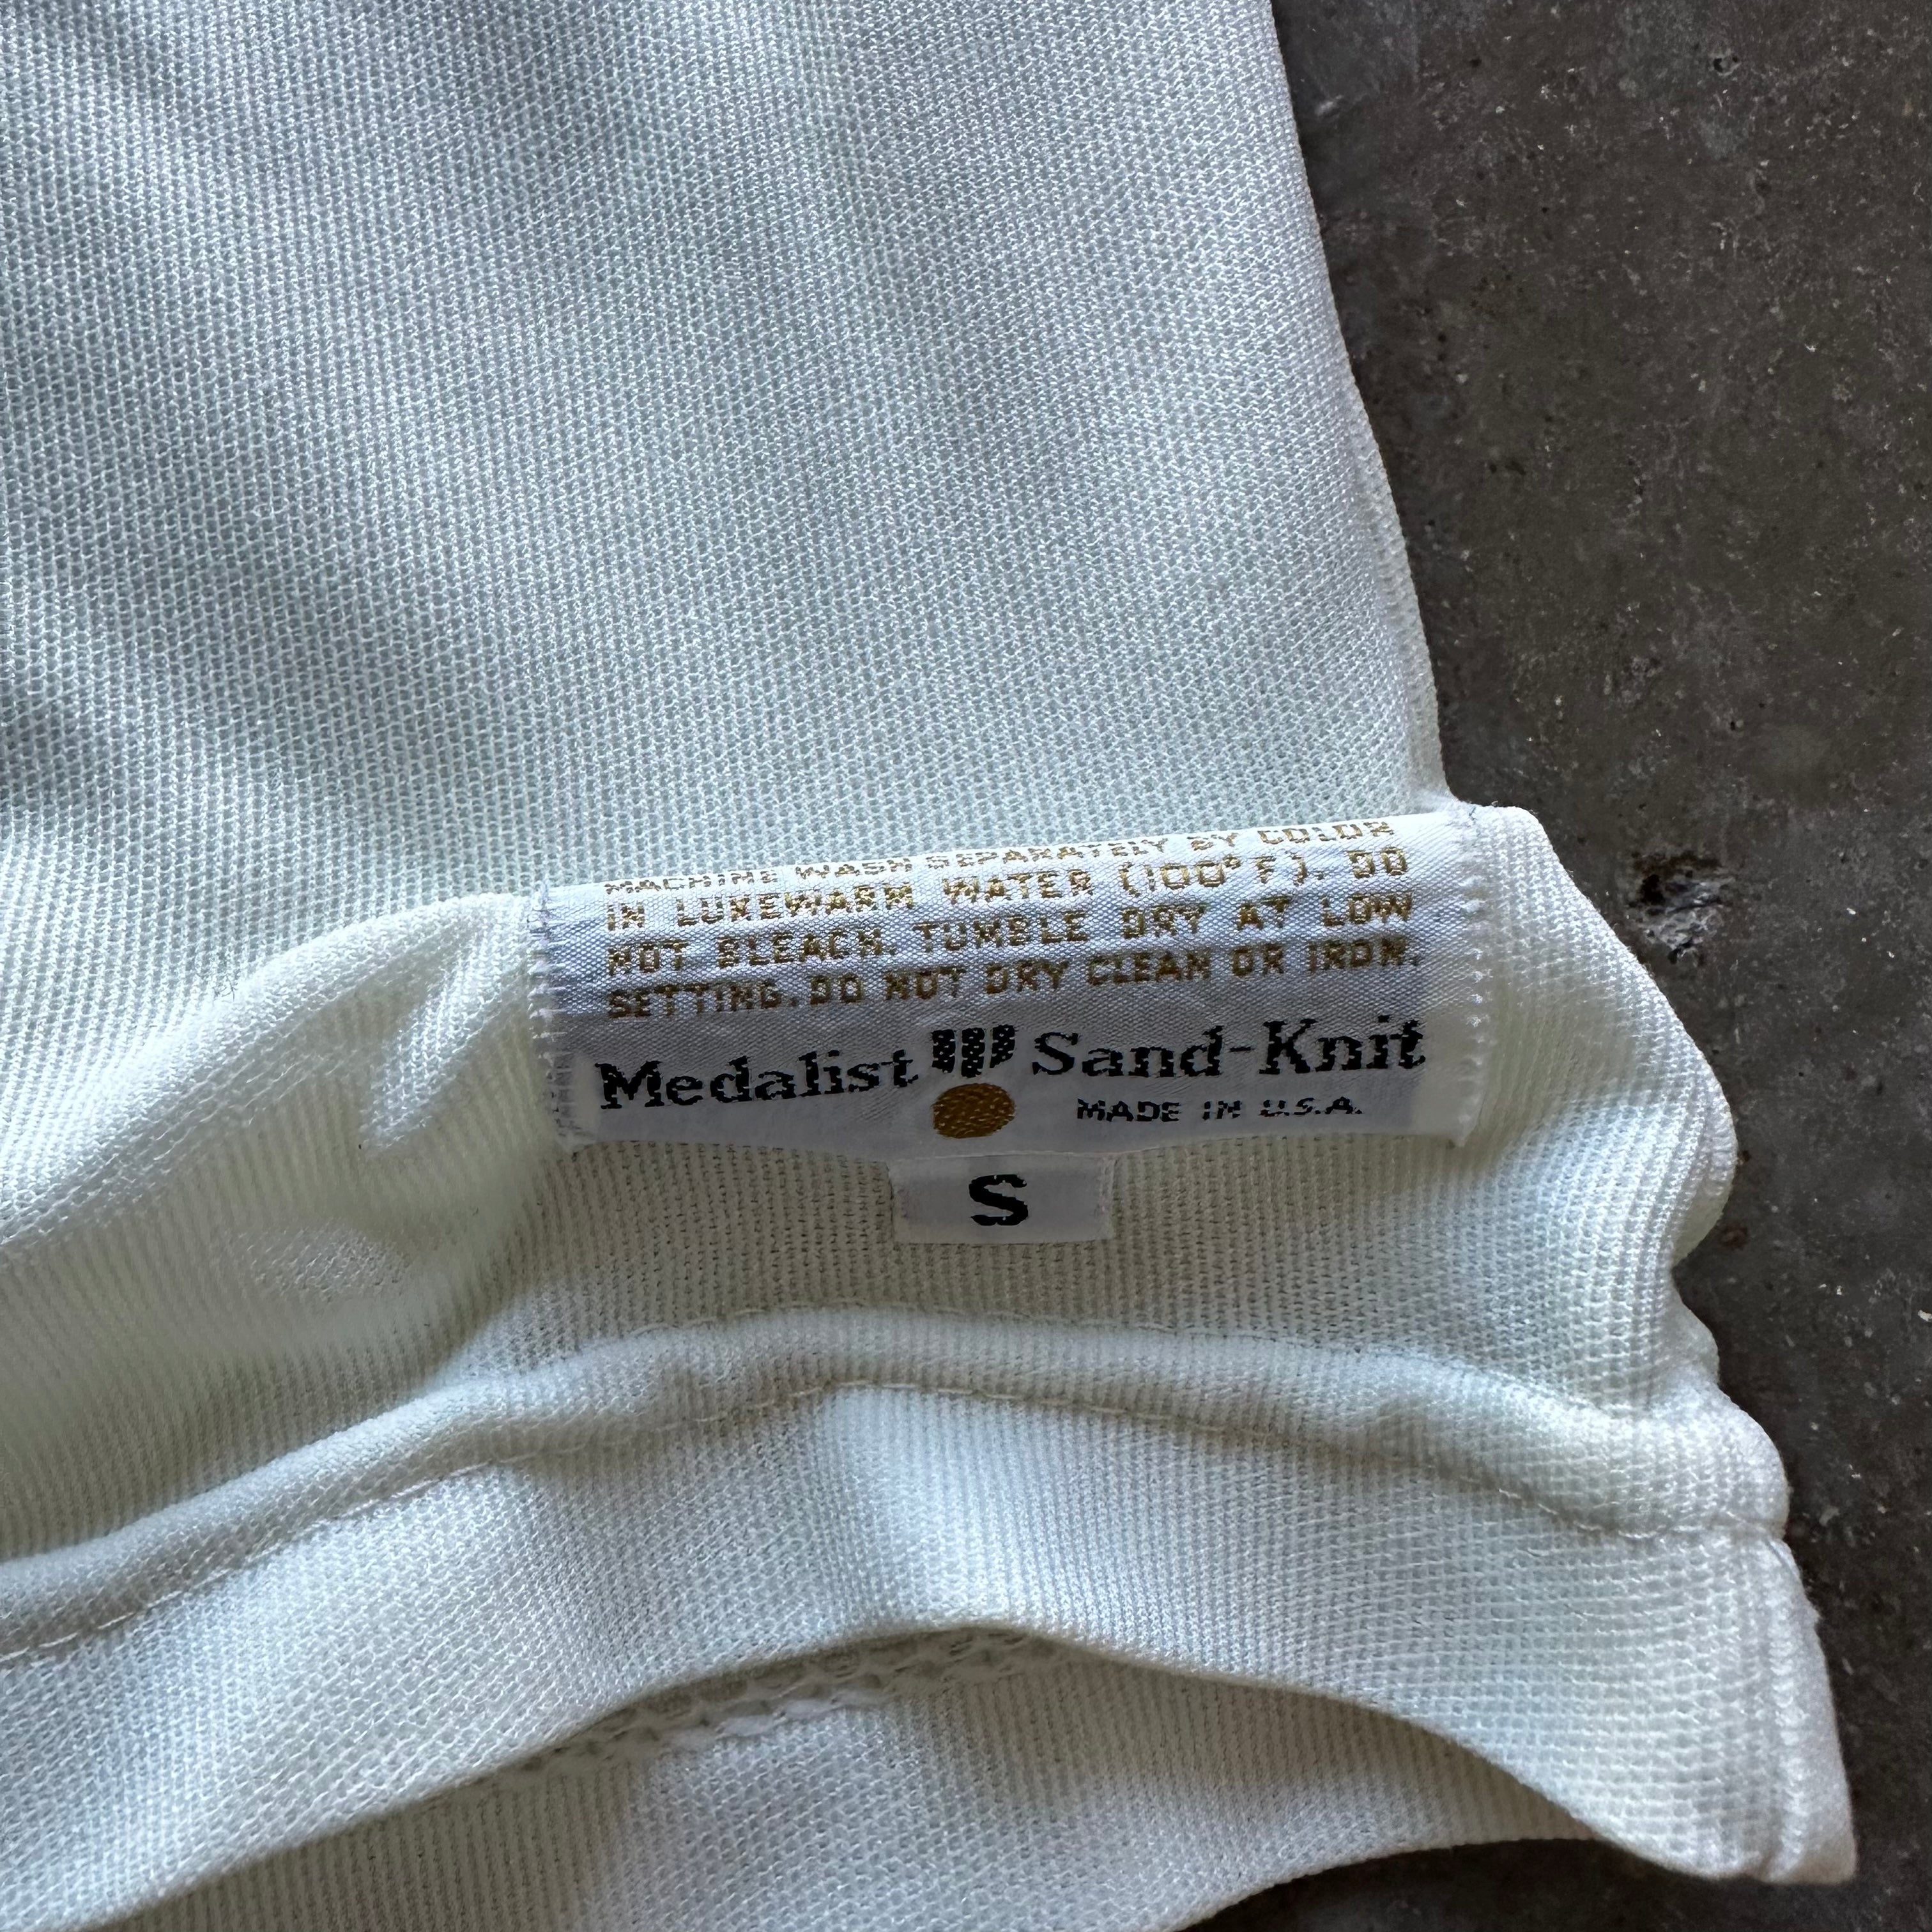 MACHINE WASH SEPARATELY BY COLOR
IN LUKEWARM WATER (100° F). DO
NOT BLEACH. TUMBLE DRY AT LOW
SETTING. DO NOT DRY CLEAN OR IRON.
Medalist Sand-Knit
MADE IN U.S.A.
S